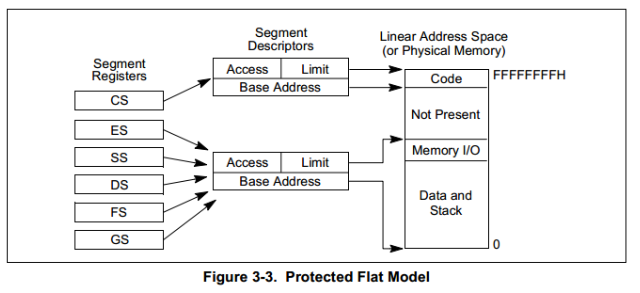 Segment
Registers
CS
ES
SS
DS
FS
GS
Segment
Descriptors
Access Limit
Base Address
Access Limit
Base Address
Linear Address Space
(or Physical Memory)
Code
FFFFFFFFH
Not Present
Memory I/O
Data and
Stack
0
Figure 3-3. Protected Flat Model